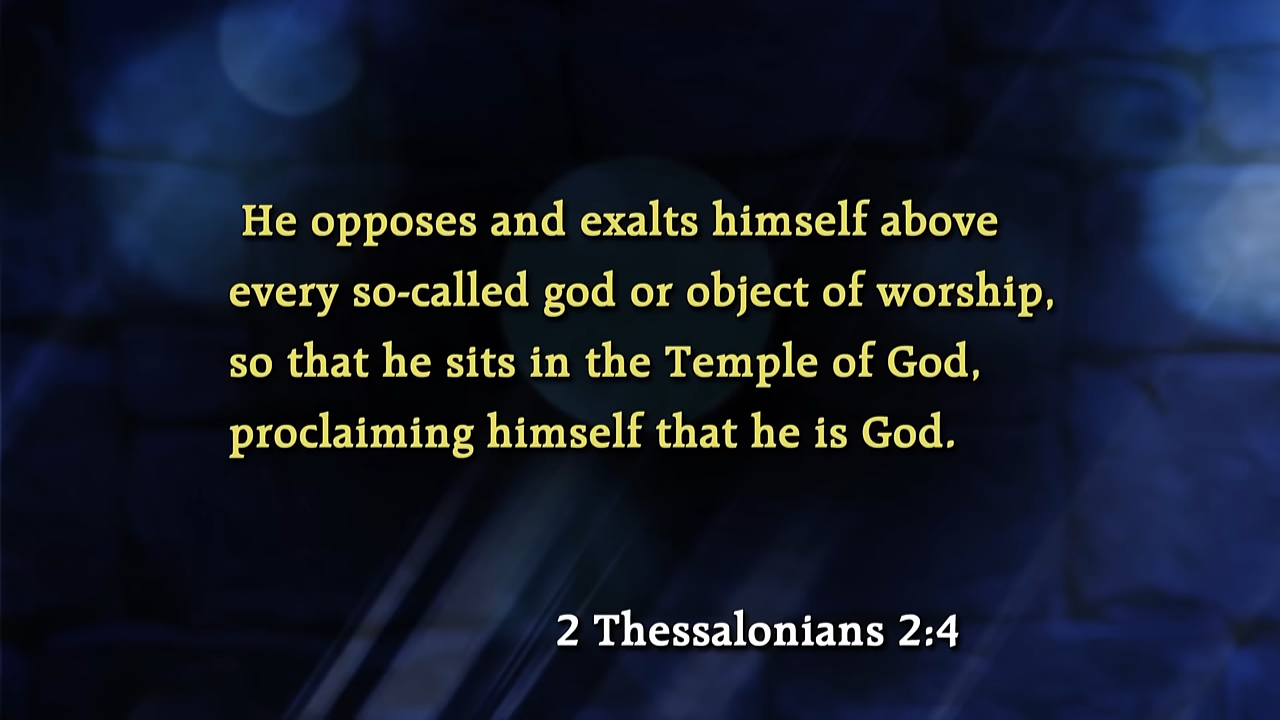 He opposes and exalts himself above
every so-called god or object of worship,
so that he sits in the Temple of God,
proclaiming himself that he is God.
2 Thessalonians 2:4